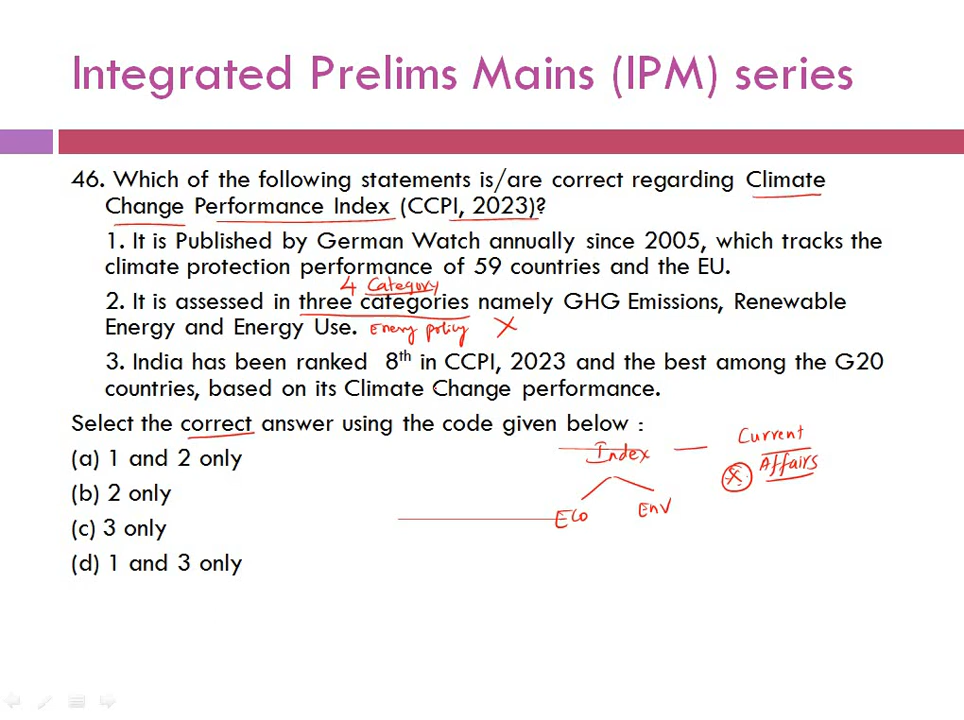 Integrated Prelims Mains (IPM) series
46. Which of the following statements is/are correct regarding Climate
Change Performance Index (CCPI, 2023)?
1. It is Published by German Watch annually since 2005, which tracks the
climate protection performance of 59 countries and the EU.
4 Category
2. It is assessed in three categories namely GHG Emissions, Renewable
Energy and Energy Use. Energy policy X
3. India has been ranked 8th in CCPI, 2023 and the best among the G20
countries, based on its Climate Change performance.
Select the correct answer using the code given below :
Current
Index — Affairs
(a) 1 and 2 only
(b) 2 only
Eco Env
(c) 3 only
(d) 1 and 3 only